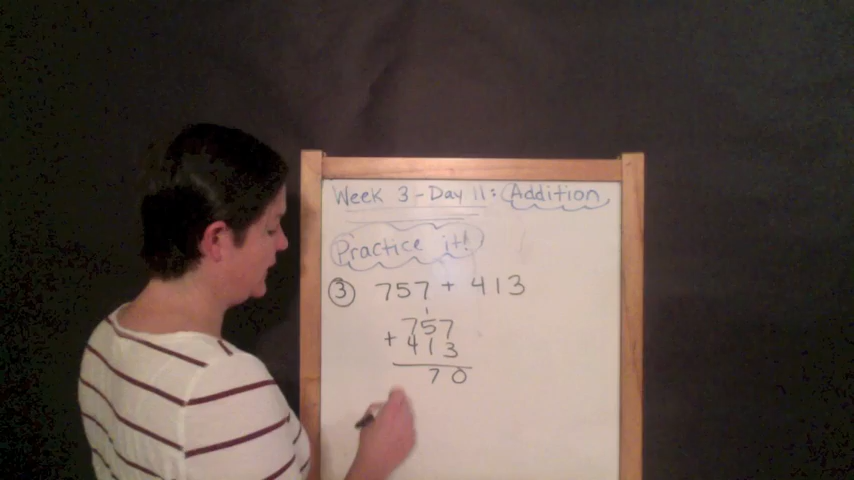 Week 3 - Day 11: Addition
Practice it!
3 757 + 413
1
757
+ 413
70